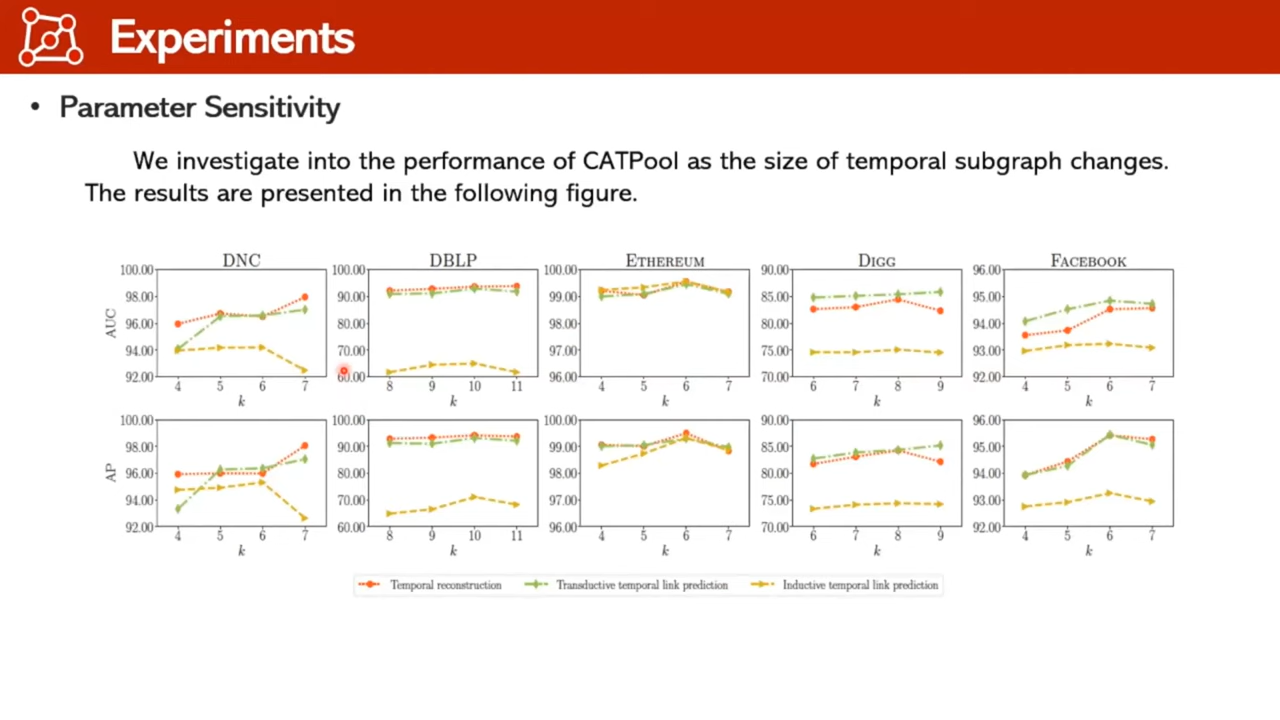 Experiments
• Parameter Sensitivity
We investigate into the performance of CATPool as the size of temporal subgraph changes.
The results are presented in the following figure.
DNC DBLP ETHEREUM DIGG FACEBOOK
AUC
100.00 98.00 96.00 94.00 92.00
4 5 6 7
k
100.00 90.00 80.00 70.00 60.00
8 9 10 11
k
100.00 99.00 98.00 97.00 96.00
4 5 6 7
k
90.00 85.00 80.00 75.00 70.00
6 7 8 9
k
96.00 95.00 94.00 93.00 92.00
4 5 6 7
k
AP
100.00 98.00 96.00 94.00 92.00
4 5 6 7
k
100.00 90.00 80.00 70.00 60.00
8 9 10 11
k
100.00 99.00 98.00 97.00 96.00
4 5 6 7
k
90.00 85.00 80.00 75.00 70.00
6 7 8 9
k
96.00 95.00 94.00 93.00 92.00
4 5 6 7
k
Temporal reconstruction Transductive temporal link prediction Inductive temporal link prediction